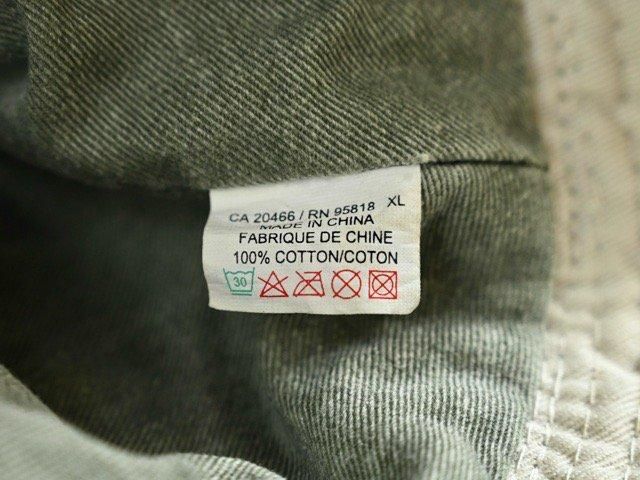 CA 20466 / RN 95818 XL
MADE IN CHINA
FABRIQUE DE CHINE
100% COTTON/COTON
30